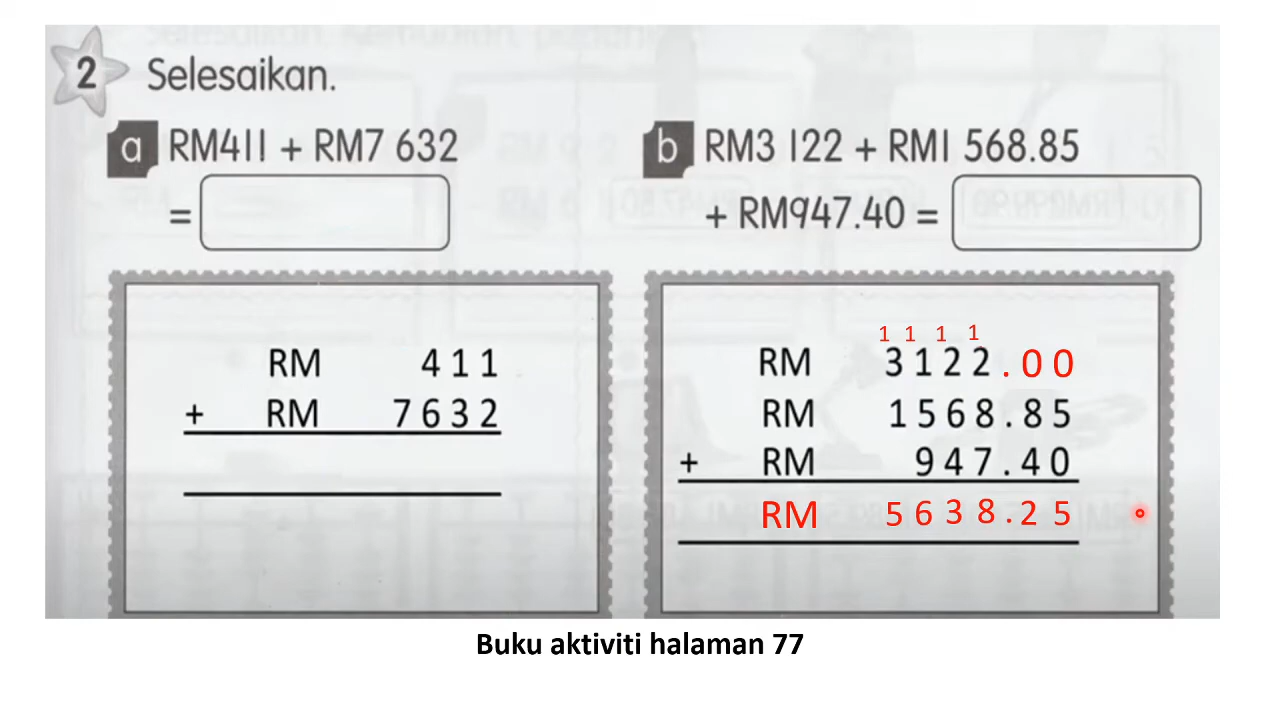 2 Selesaikan.
a RM411 + RM7 632
=
RM 411
+ RM 7632
b RM3 122 + RM1 568.85
+ RM947.40 =
1 1 1 1
RM 3122.00
RM 1568.85
+ RM 947.40
RM 5638.25
Buku aktiviti halaman 77